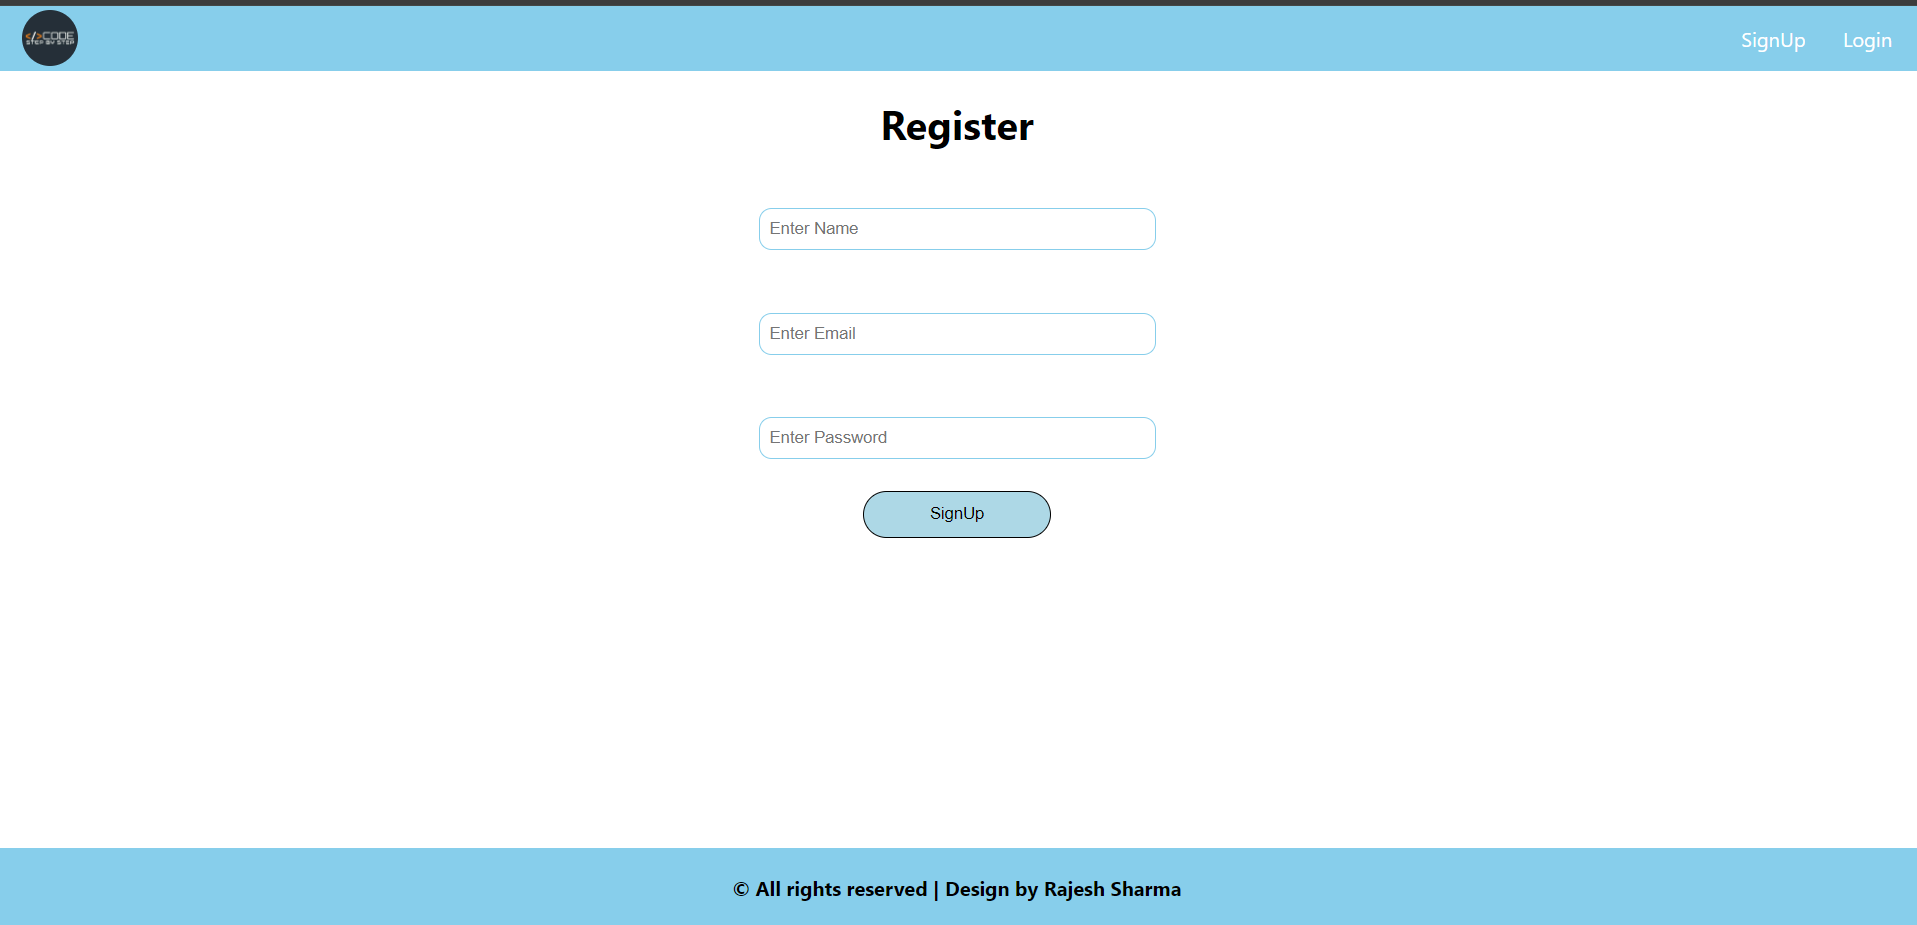 </>CODE
STEP BY STEP
SignUp
Login
Register
Enter Name
Enter Email
Enter Password
SignUp
© All rights reserved | Design by Rajesh Sharma